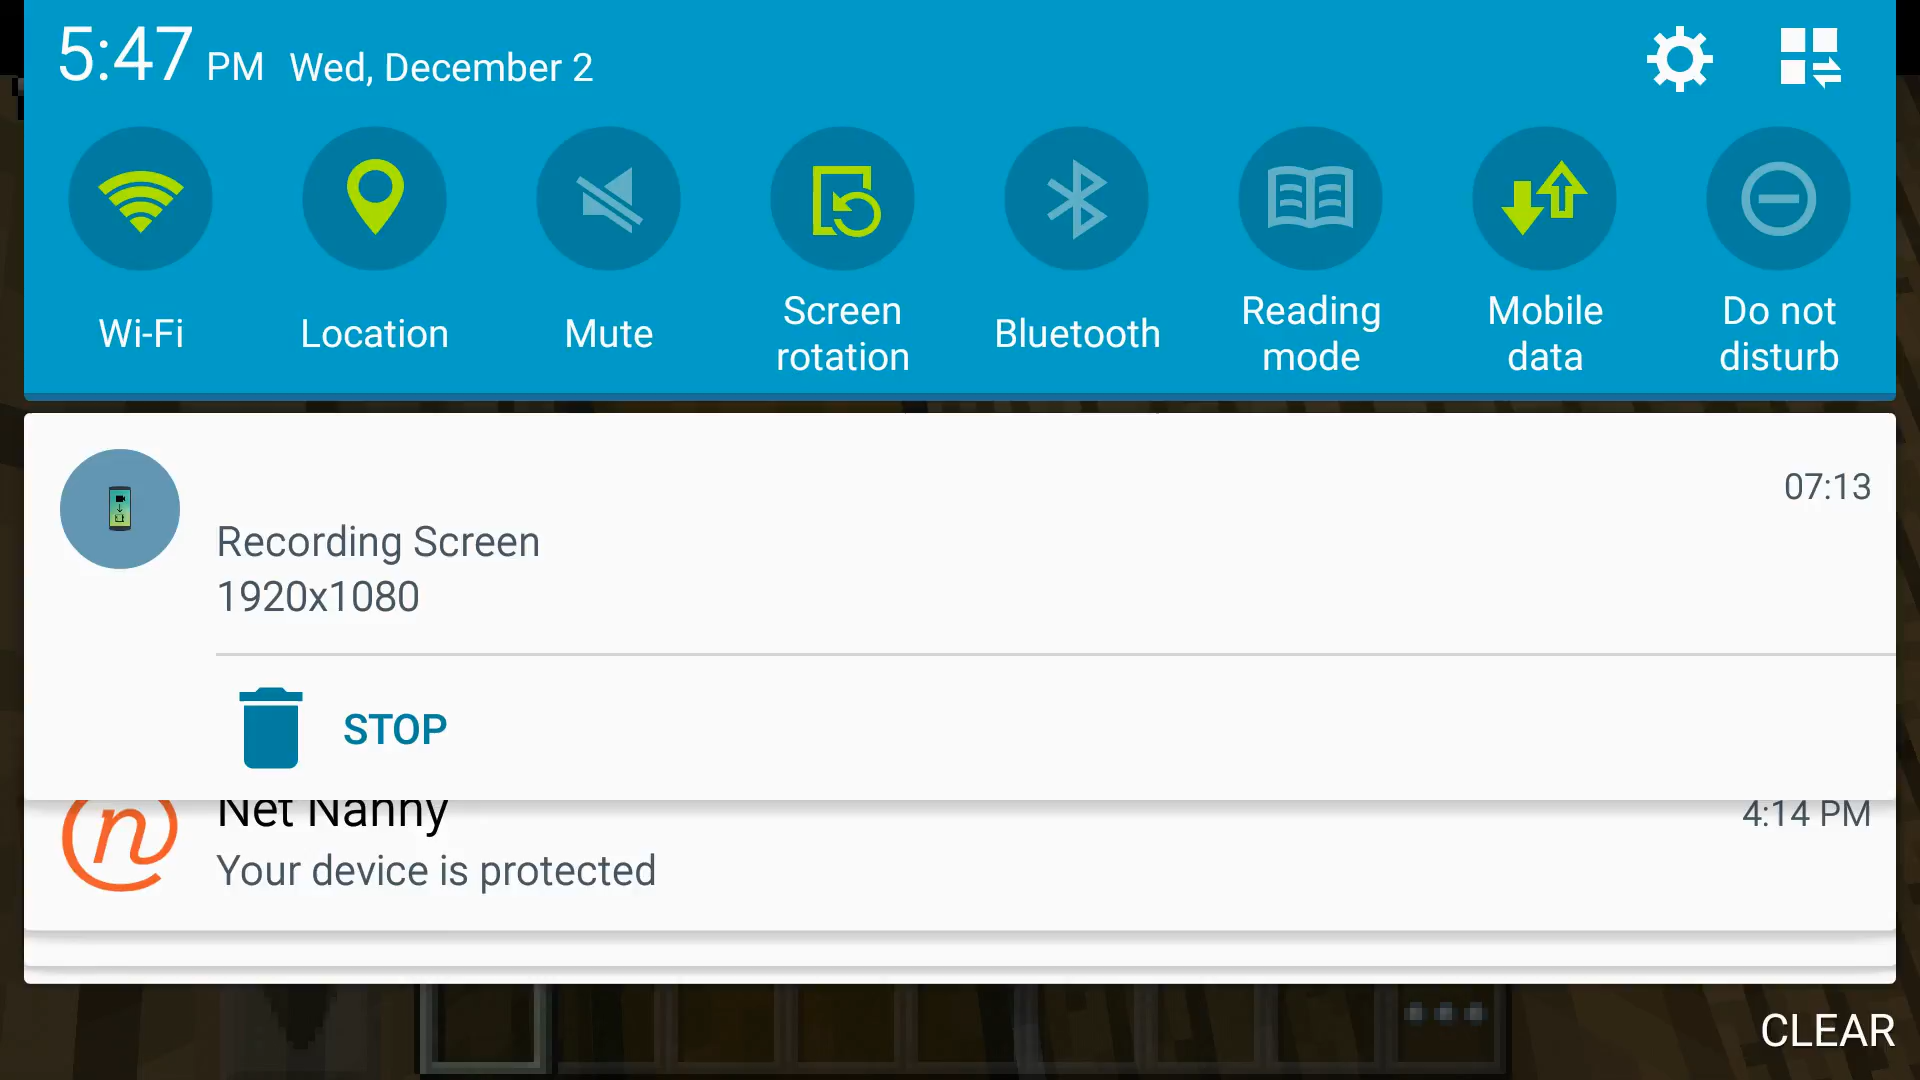 5:47 PM Wed, December 2
Wi-Fi
Location
Mute
Screen
rotation
Bluetooth
Reading
mode
Mobile
data
Do not
disturb
07:13
Recording Screen
1920x1080
STOP
Net Nanny
4:14 PM
Your device is protected
CLEAR